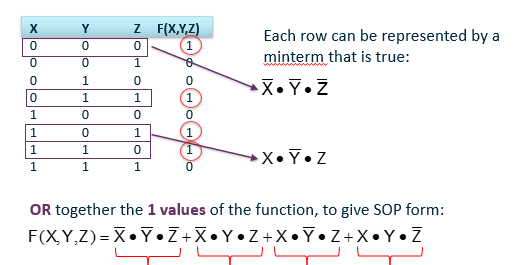 X Y Z F(X,Y,Z)
0 0 0 1
0 0 1 0
0 1 0 0
0 1 1 1
1 0 0 0
1 0 1 1
1 1 0 1
1 1 1 0
Each row can be represented by a
minterm that is true:
X̅ • Y̅ • Z̅
X • Y̅ • Z
OR together the 1 values of the function, to give SOP form:
F(X,Y,Z) = X̅ • Y̅ • Z̅ + X̅ • Y • Z + X • Y̅ • Z + X • Y • Z̅